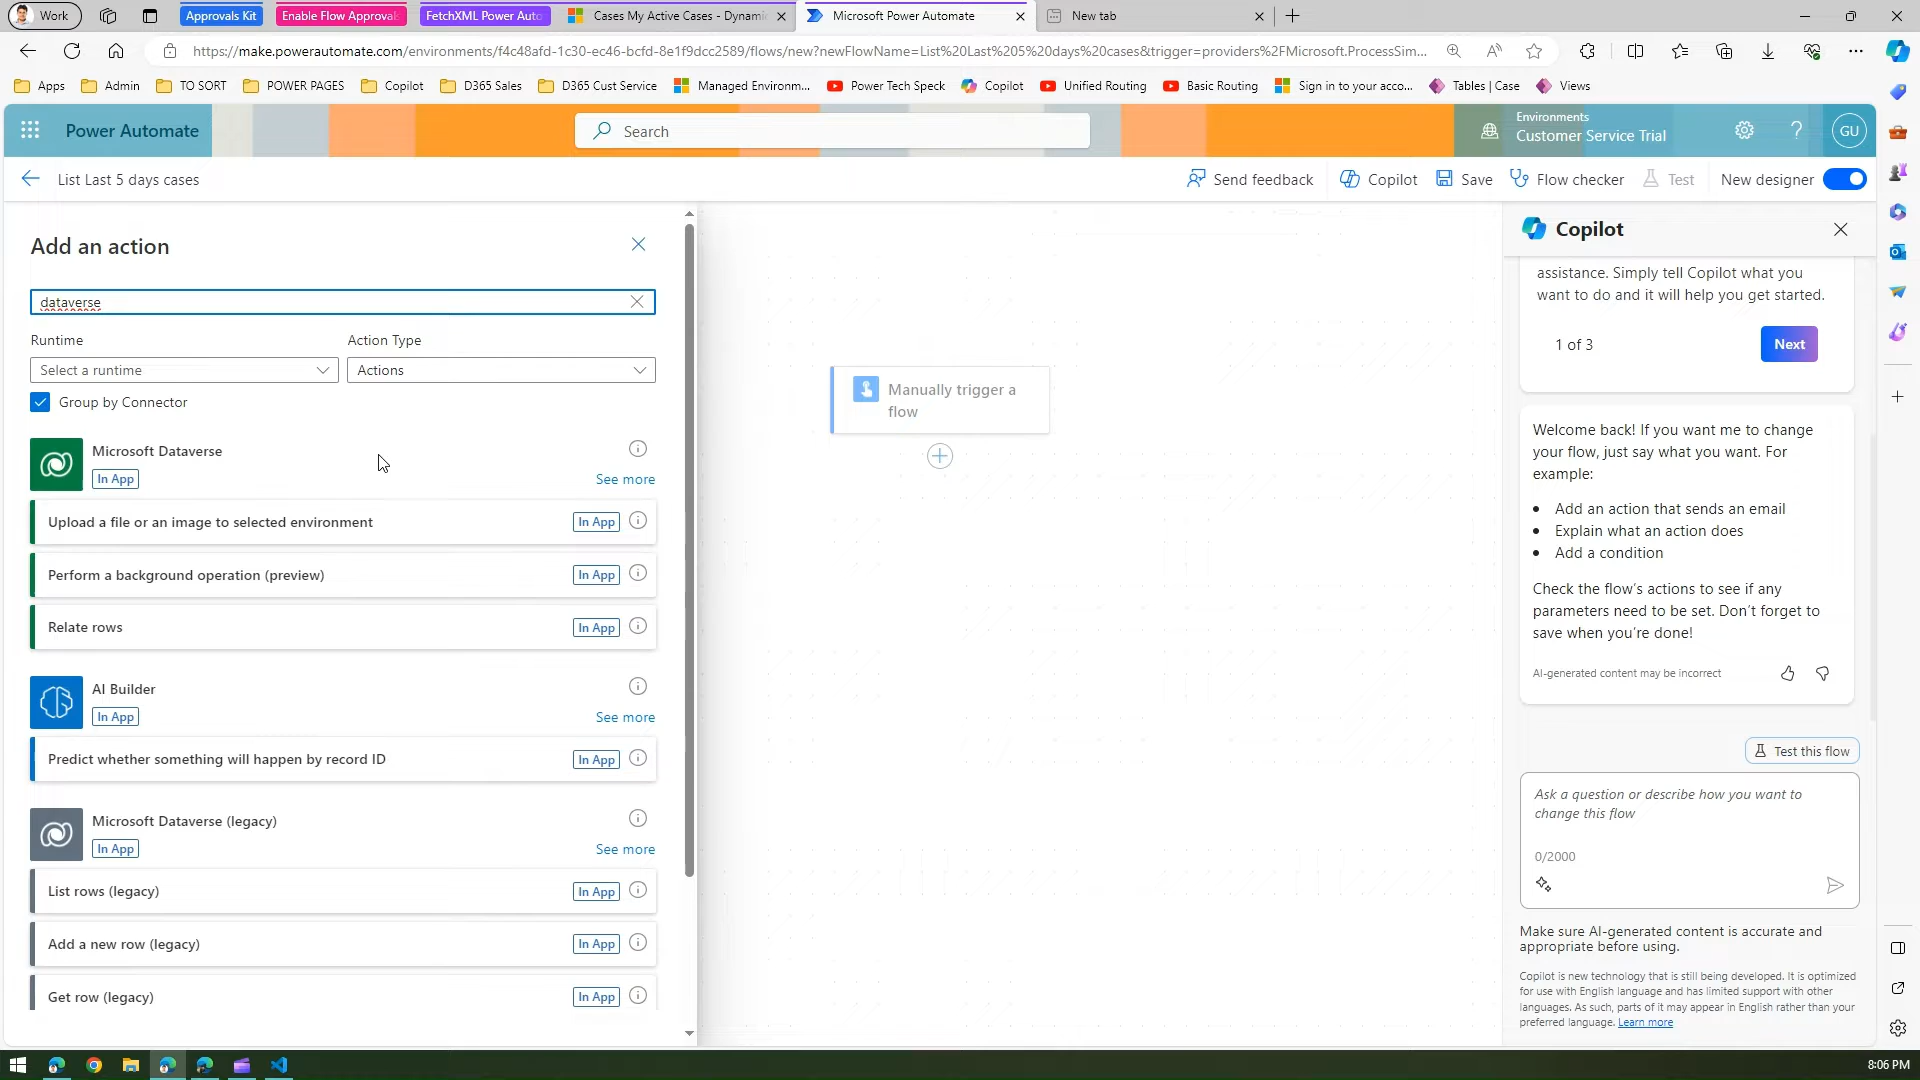 Work
Approvals Kit
Enable Flow Approval
FetchXML Power Auto
Cases My Active Cases - Dynami
Microsoft Power Automate
New tab
https://make.powerautomate.com/environments/f4c48afd-1c30-ec46-bcfd-8e1f9dcc2589/flows/new?newFlowName=List%20Last%205%20days%20cases&trigger=providers%2FMicrosoft.ProcessSim...
Apps
Admin
TO SORT
POWER PAGES
Copilot
D365 Sales
D365 Cust Service
Managed Environm...
Power Tech Speck
Copilot
Unified Routing
Basic Routing
Sign in to your acco...
Tables | Case
Views
Power Automate
Search
Environments
Customer Service Trial
GU
List Last 5 days cases
Send feedback
Copilot
Save
Flow checker
Test
New designer
Add an action
dataverse
Runtime
Action Type
Select a runtime
Actions
Group by Connector
Microsoft Dataverse
In App
See more
Upload a file or an image to selected environment
In App
Perform a background operation (preview)
In App
Relate rows
In App
AI Builder
In App
See more
Predict whether something will happen by record ID
In App
Microsoft Dataverse (legacy)
In App
See more
List rows (legacy)
In App
Add a new row (legacy)
In App
Get row (legacy)
In App
Manually trigger a
flow
Copilot
assistance. Simply tell Copilot what you
want to do and it will help you get started.
1 of 3
Next
Welcome back! If you want me to change
your flow, just say what you want. For
example:
• Add an action that sends an email
• Explain what an action does
• Add a condition
Check the flow's actions to see if any
parameters need to be set. Don't forget to
save when you're done!
AI-generated content may be incorrect
Test this flow
Ask a question or describe how you want to
change this flow
0/2000
Make sure AI-generated content is accurate and
appropriate before using.
Copilot is new technology that is still being developed. It is optimized
for use with English language and has limited support with other
languages. As such, parts of it may appear in English rather than your
preferred language. Learn more
8:06 PM